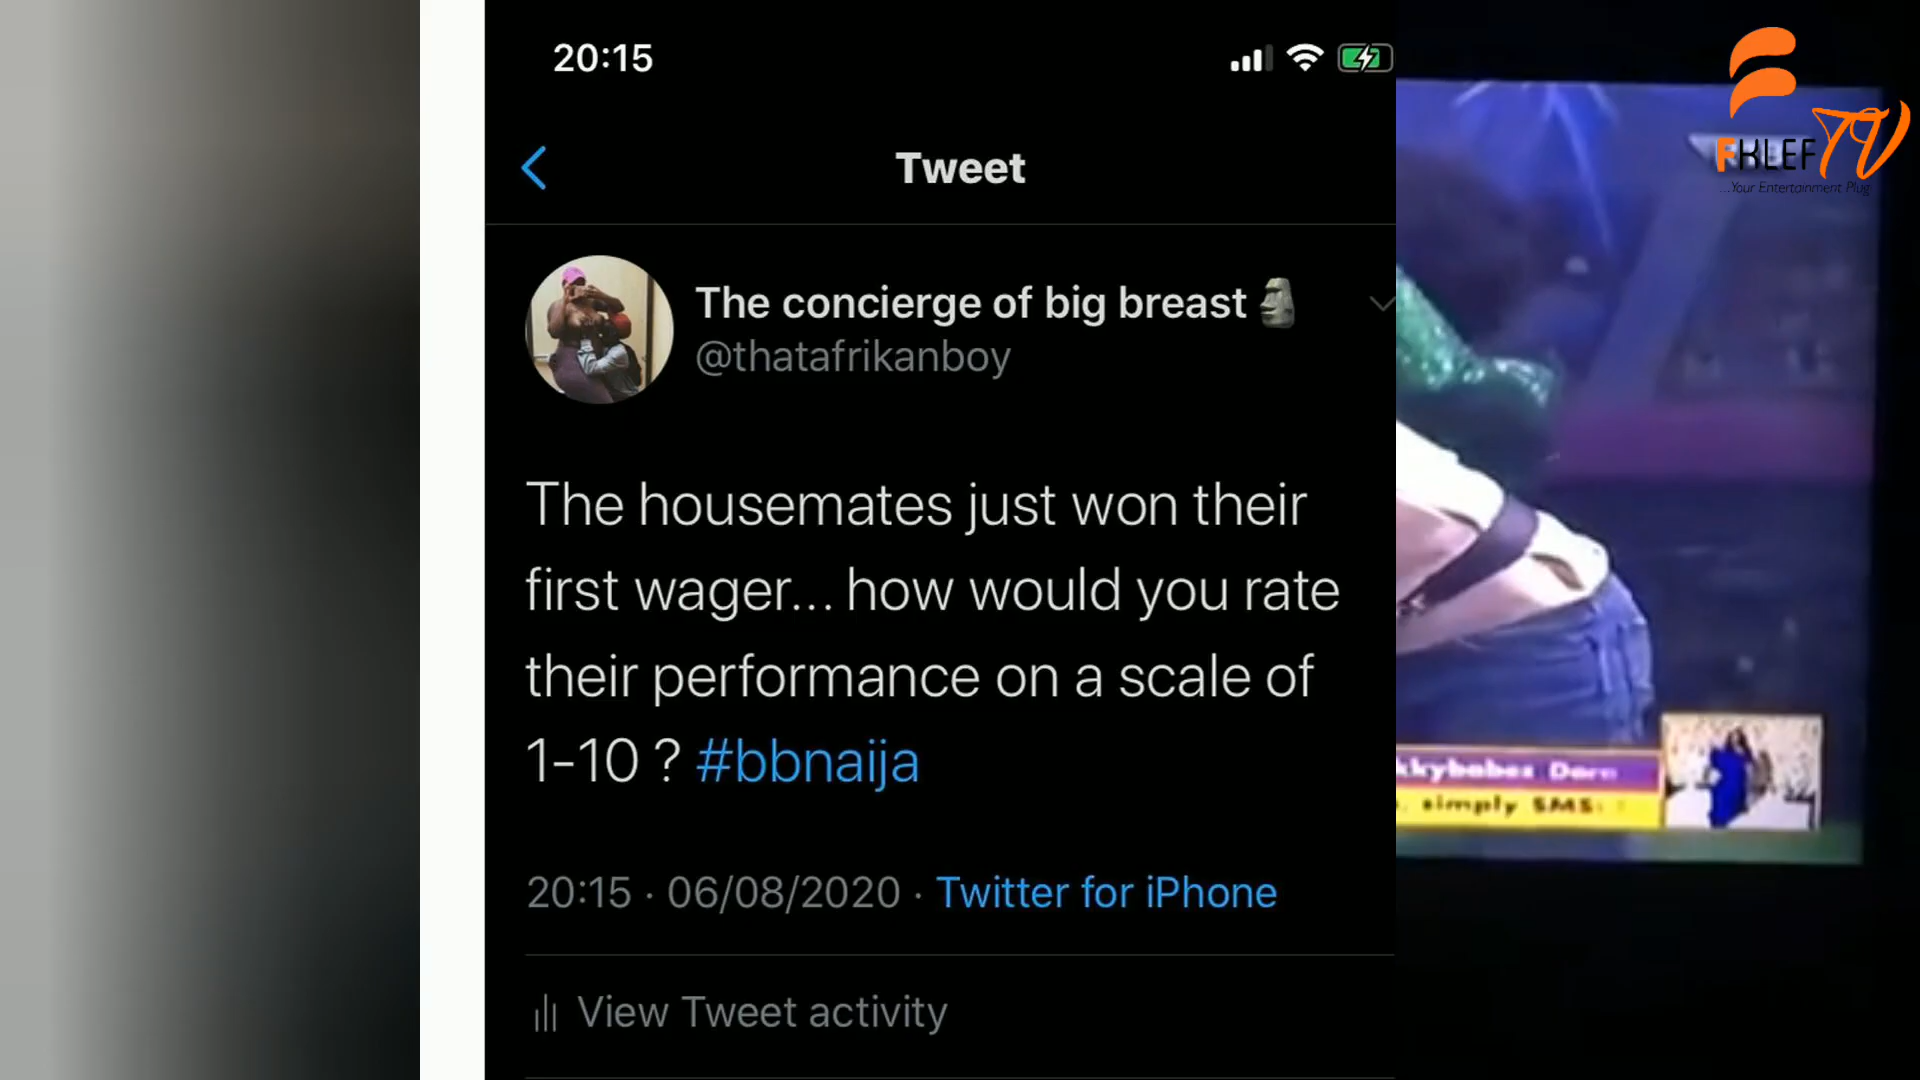 20:15
Tweet
The concierge of big breast 🗿
@thatafrikanboy
The housemates just won their
first wager... how would you rate
their performance on a scale of
1-10 ? #bbnaija
20:15 · 06/08/2020 · Twitter for iPhone
View Tweet activity
FKLEF TV
...Your Entertainment Plug
kkybabes Doro
simply SMS: